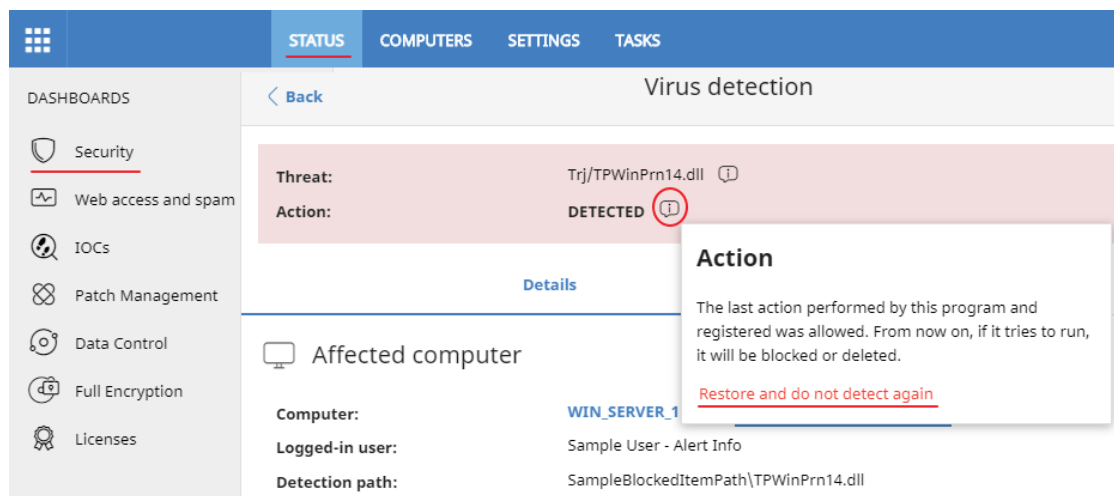 STATUS COMPUTERS SETTINGS TASKS
DASHBOARDS
Security
Web access and spam
IOCs
Patch Management
Data Control
Full Encryption
Licenses
Back
Virus detection
Threat: Trj/TPWinPrn14.dll
Action: DETECTED
Details
Action
The last action performed by this program and
registered was allowed. From now on, if it tries to run,
it will be blocked or deleted.
Restore and do not detect again
Affected computer
Computer: WIN_SERVER_1
Logged-in user: Sample User - Alert Info
Detection path: SampleBlockedItemPath\TPWinPrn14.dll